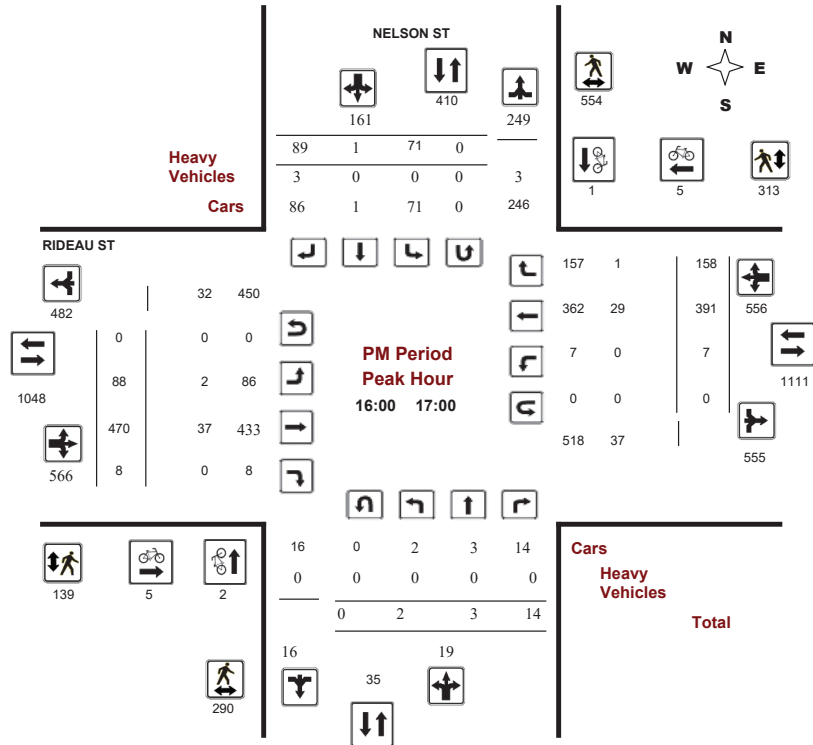 NELSON ST
N
W E
S
410
554
161 249
89 1 71 0
Heavy
Vehicles
3 0 0 0 3
1 5 313
Cars
86 1 71 0 246
RIDEAU ST
157 1 158
482
32 450
362 29 391
556
0 0 0
PM Period
Peak Hour
7 0 7
1048
88 2 86
1111
16:00 17:00
0 0 0
470 37 433
518 37
566
8 0 8
555
16 0 2 3 14
Cars
0 0 0 0 0
Heavy
Vehicles
139 5 2
0 2 3 14
Total
16 19
35
290